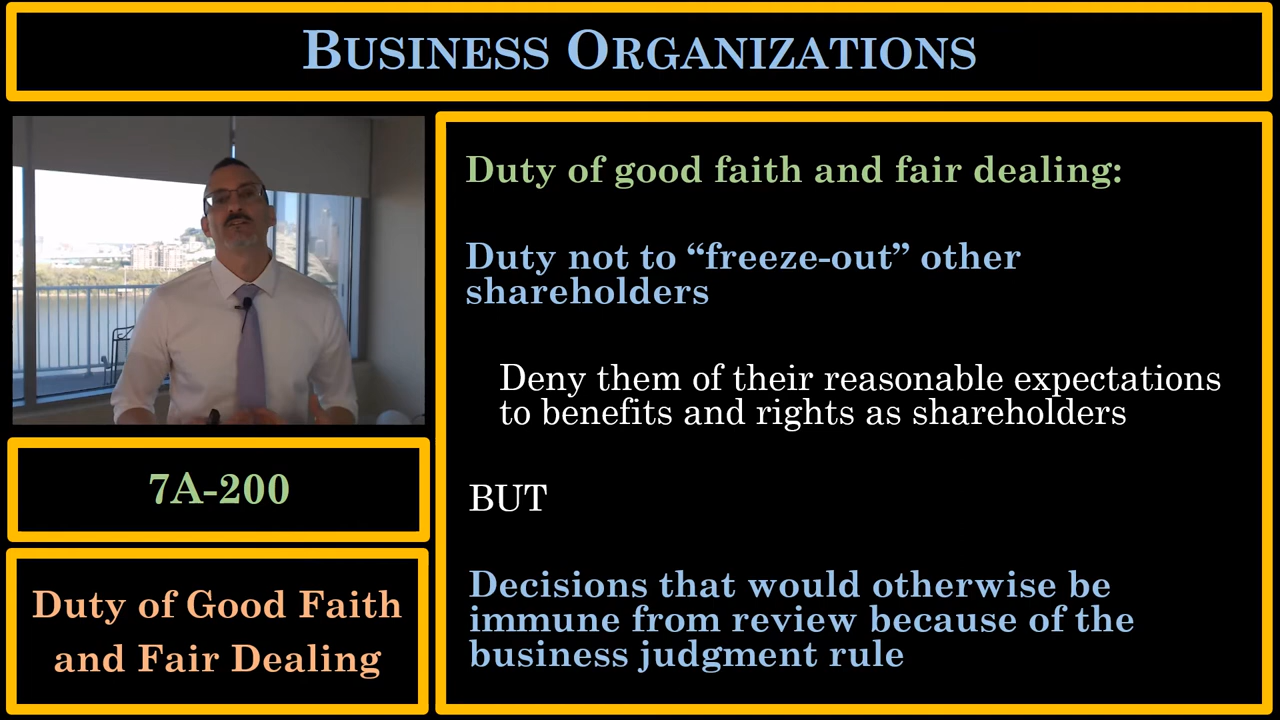 BUSINESS ORGANIZATIONS
Duty of good faith and fair dealing:
Duty not to “freeze-out” other
shareholders
Deny them of their reasonable expectations
to benefits and rights as shareholders
BUT
Decisions that would otherwise be
immune from review because of the
business judgment rule
7A-200
Duty of Good Faith
and Fair Dealing